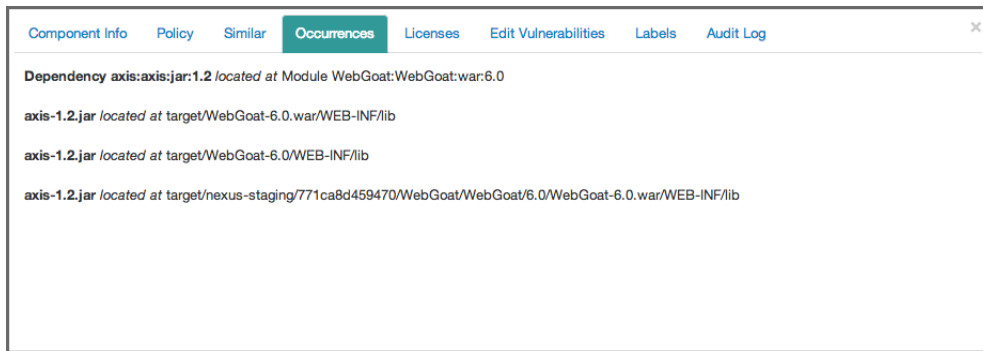 Component Info Policy Similar Occurrences Licenses Edit Vulnerabilities Labels Audit Log ×
Dependency axis:axis:jar:1.2 located at Module WebGoat:WebGoat:war:6.0
axis-1.2.jar located at target/WebGoat-6.0.war/WEB-INF/lib
axis-1.2.jar located at target/WebGoat-6.0/WEB-INF/lib
axis-1.2.jar located at target/nexus-staging/771ca8d459470/WebGoat/WebGoat/6.0/WebGoat-6.0.war/WEB-INF/lib